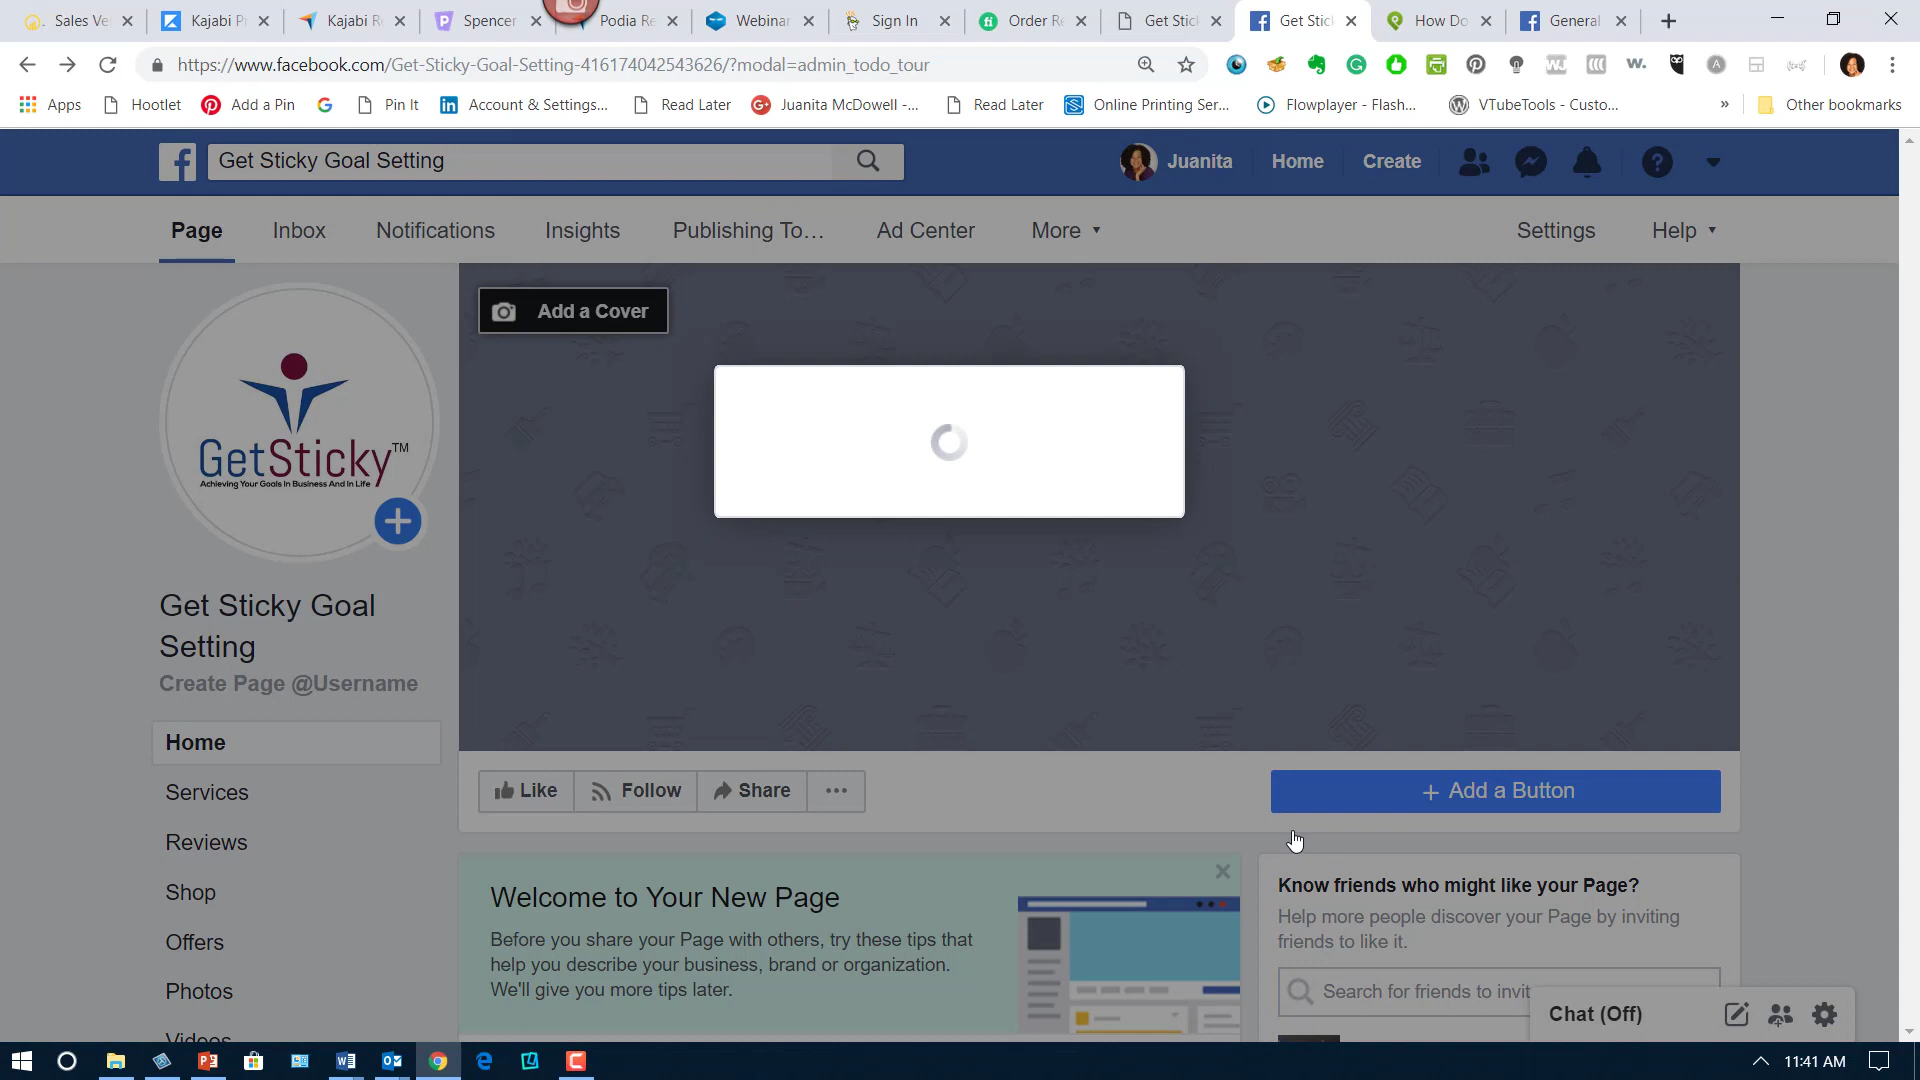 Sales Ve
Kajabi P
Kajabi R
Spencer
Podia Re
Webinar
Sign In
Order Re
Get Stick
Get Stick
How Do
General
https://www.facebook.com/Get-Sticky-Goal-Setting-416174042543626/?modal=admin_todo_tour
Apps
Hootlet
Add a Pin
Pin It
Account & Settings...
Read Later
Juanita McDowell -...
Read Later
Online Printing Ser...
Flowplayer - Flash...
VTubeTools - Custo...
»
Other bookmarks
Get Sticky Goal Setting
Juanita
Home
Create
Page
Inbox
Notifications
Insights
Publishing To...
Ad Center
More
Settings
Help
Add a Cover
GetSticky™
Achieving Your Goals In Business And In Life
Get Sticky Goal
Setting
Create Page @Username
Home
Services
Reviews
Shop
Offers
Photos
Videos
Like
Follow
Share
+ Add a Button
Welcome to Your New Page
Before you share your Page with others, try these tips that
help you describe your business, brand or organization.
We'll give you more tips later.
Know friends who might like your Page?
Help more people discover your Page by inviting
friends to like it.
Search for friends to invit
Chat (Off)
11:41 AM